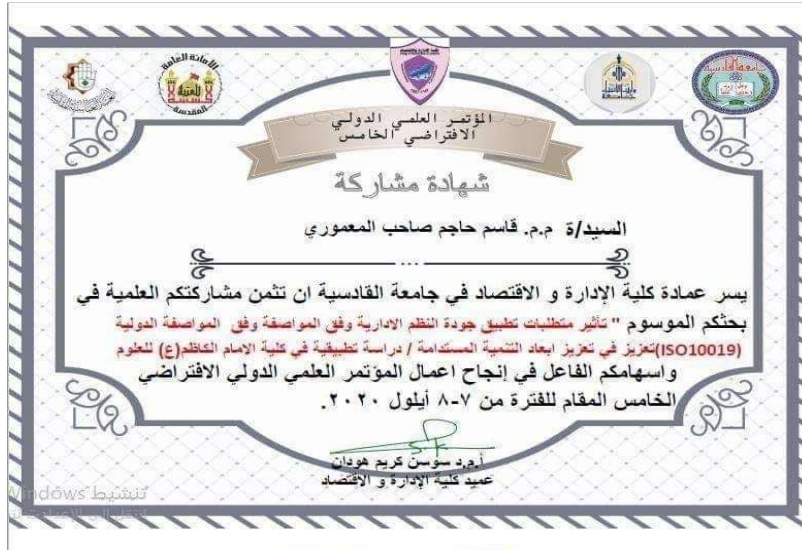 الأمانة العامة
جامعة القادسية
المؤتمر العلمي الدولي
الافتراضي الخامس
شهادة مشاركة
السيد/ة م.م. قاسم حاجم صاحب المعموري
يسر عمادة كلية الإدارة و الاقتصاد في جامعة القادسية ان تثمن مشاركتكم العلمية في
بحثكم الموسوم " تأثير متطلبات تطبيق جودة النظم الادارية وفق المواصفة وفق المواصفة الدولية
(ISO10019)تعزيز في تعزيز ابعاد التنمية المستدامة / دراسة تطبيقية في كلية الامام الكاظم(ع) للعلوم
واسهامكم الفاعل في إنجاح اعمال المؤتمر العلمي الدولي الافتراضي
الخامس المقام للفترة من ٧-٨ أيلول ٢٠٢٠.
أ.م.د سوسن كريم هودان
عميد كلية الإدارة و الاقتصاد
تنشيط Windows